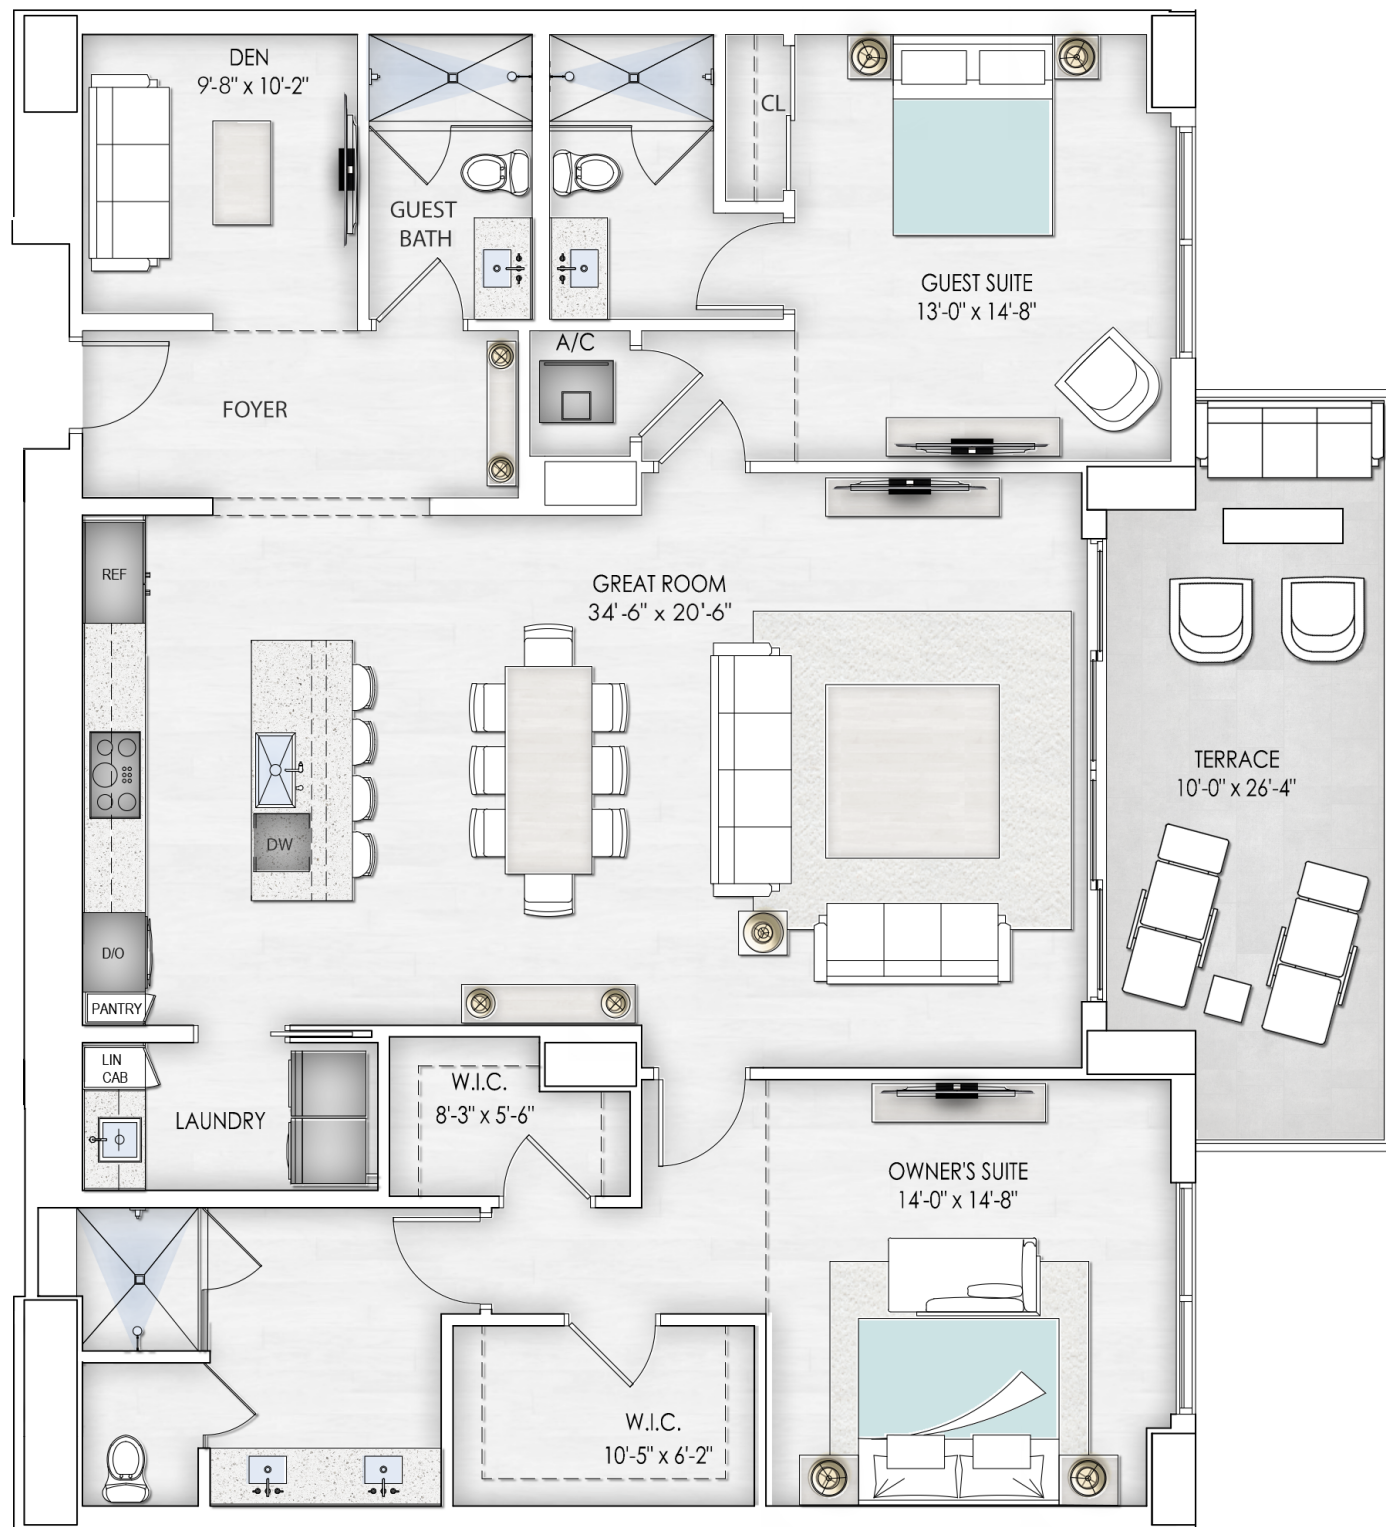 DEN
9'-8" x 10'-2"
CL
GUEST
BATH
GUEST SUITE
13'-0" x 14'-8"
A/C
FOYER
REF
GREAT ROOM
34'-6" x 20'-6"
TERRACE
10'-0" x 26'-4"
DW
D/O
PANTRY
LIN
CAB
LAUNDRY
W.I.C.
8'-3" x 5'-6"
OWNER'S SUITE
14'-0" x 14'-8"
W.I.C.
10'-5" x 6'-2"